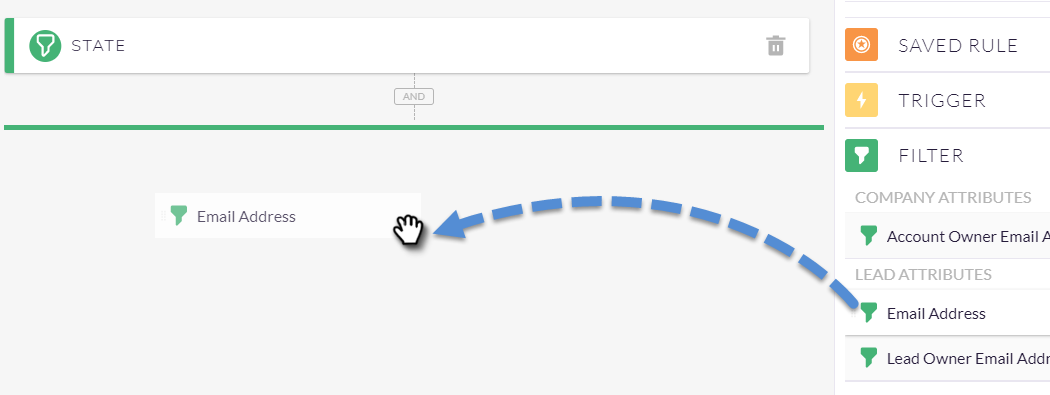 STATE
AND
Email Address
SAVED RULE
TRIGGER
FILTER
COMPANY ATTRIBUTES
Account Owner Email A
LEAD ATTRIBUTES
Email Address
Lead Owner Email Addr